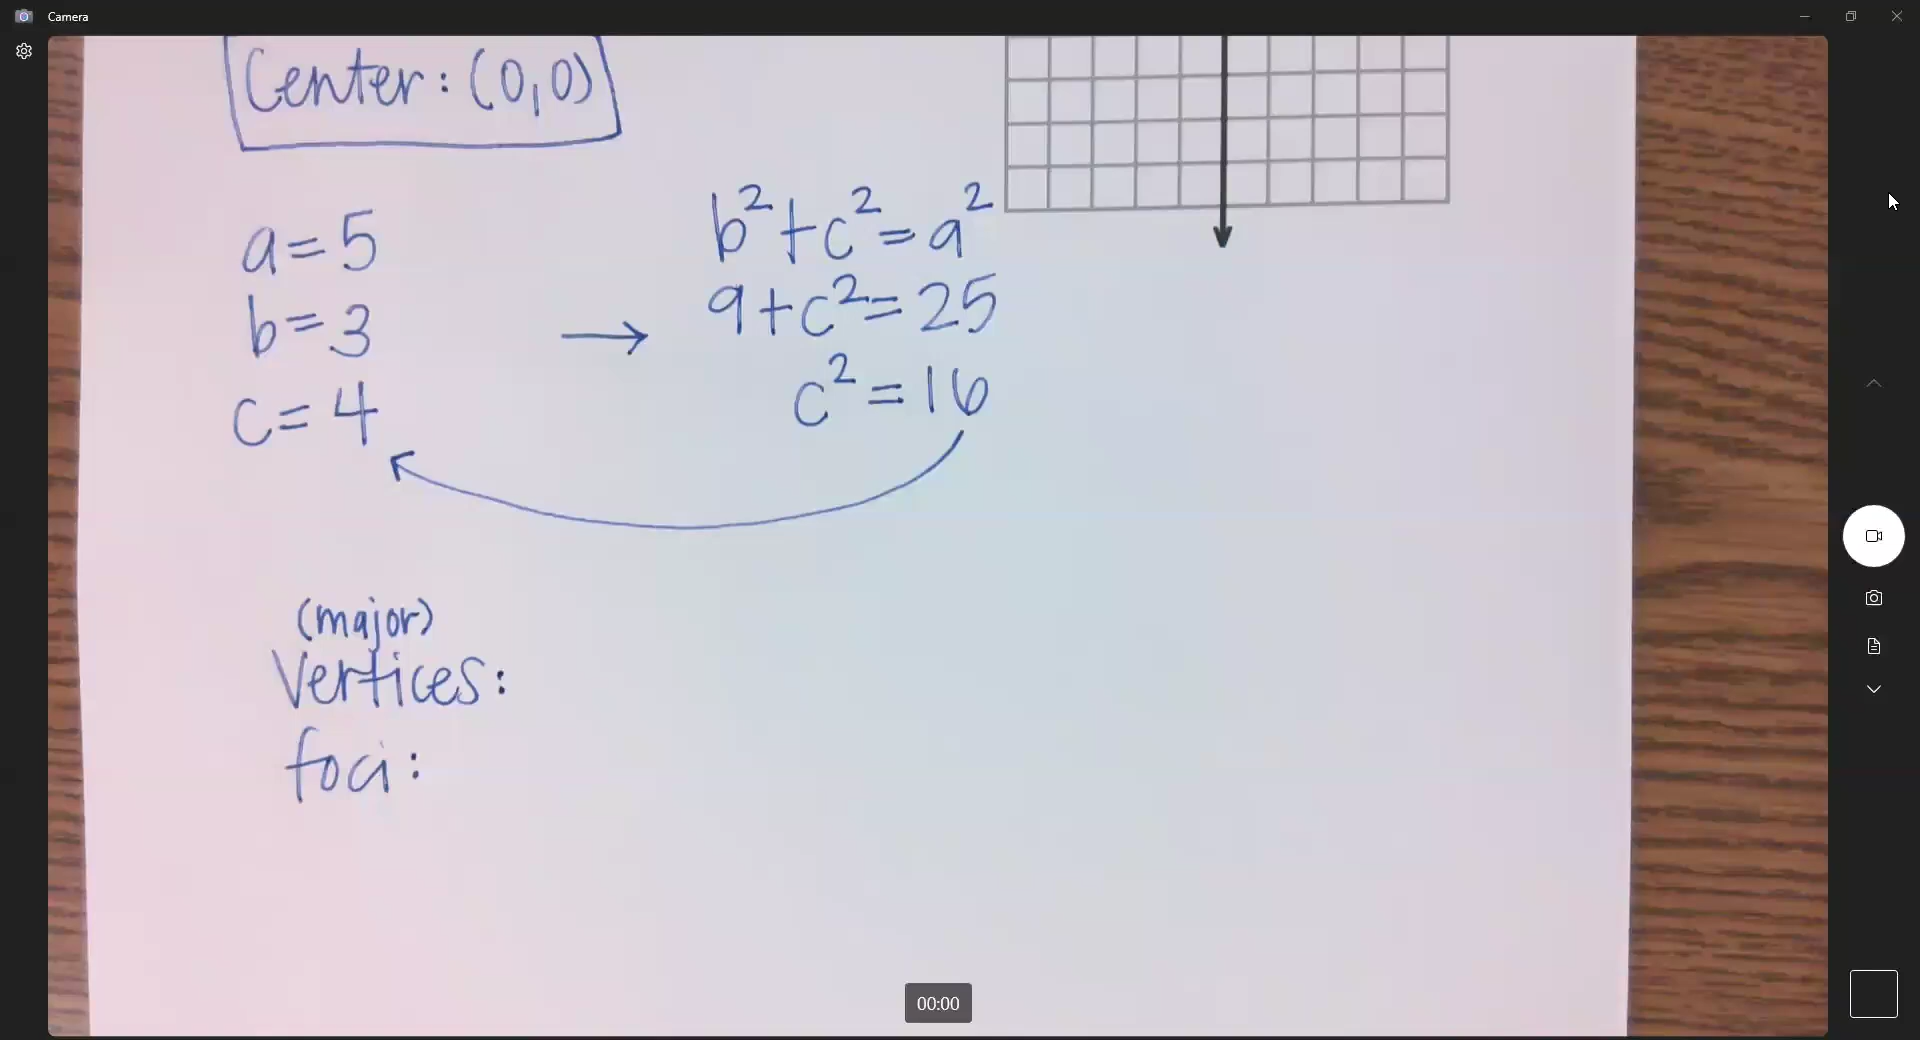 Camera
Center: (0,0)
a=5
b=3
c=4
b²+c²=a²
9+c²=25
c²=16
(major)
Vertices:
foci:
00:00